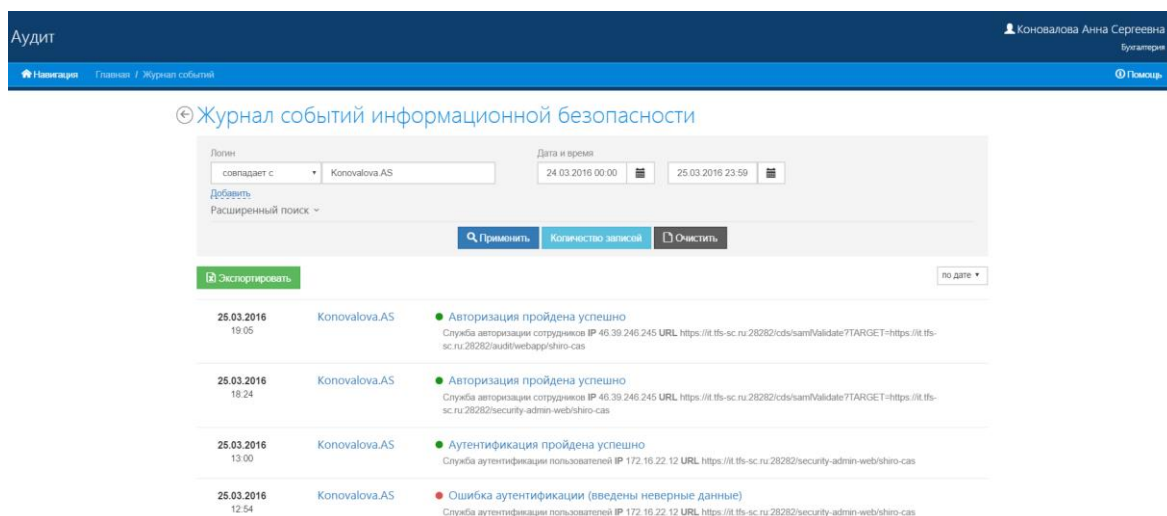 Аудит
Коновалова Анна Сергеевна
Бухгалтерия
Навигация Главная / Журнал событий
Помощь
Журнал событий информационной безопасности
Логин Дата и время
совпадает с Konovalova.AS 24.03.2016 00:00 25.03.2016 23:59
Добавить
Расширенный поиск
Применить Количество записей Очистить
Экспортировать по дате
25.03.2016 Konovalova.AS Авторизация пройдена успешно
19:05 Служба авторизации сотрудников IP 46.39.246.245 URL https://it.tfs-sc.ru:28282/cds/samlValidate?TARGET=https://it.tfs-
sc.ru:28282/audit/webapp/shiro-cas
25.03.2016 Konovalova.AS Авторизация пройдена успешно
18:24 Служба авторизации сотрудников IP 46.39.246.245 URL https://it.tfs-sc.ru:28282/cds/samlValidate?TARGET=https://it.tfs-
sc.ru:28282/security-admin-web/shiro-cas
25.03.2016 Konovalova.AS Аутентификация пройдена успешно
13:00 Служба аутентификации пользователей IP 172.16.22.12 URL https://it.tfs-sc.ru:28282/security-admin-web/shiro-cas
25.03.2016 Konovalova.AS Ошибка аутентификации (введены неверные данные)
12:54 Служба аутентификации пользователей IP 172.16.22.12 URL https://it.tfs-sc.ru:28282/security-admin-web/shiro-cas